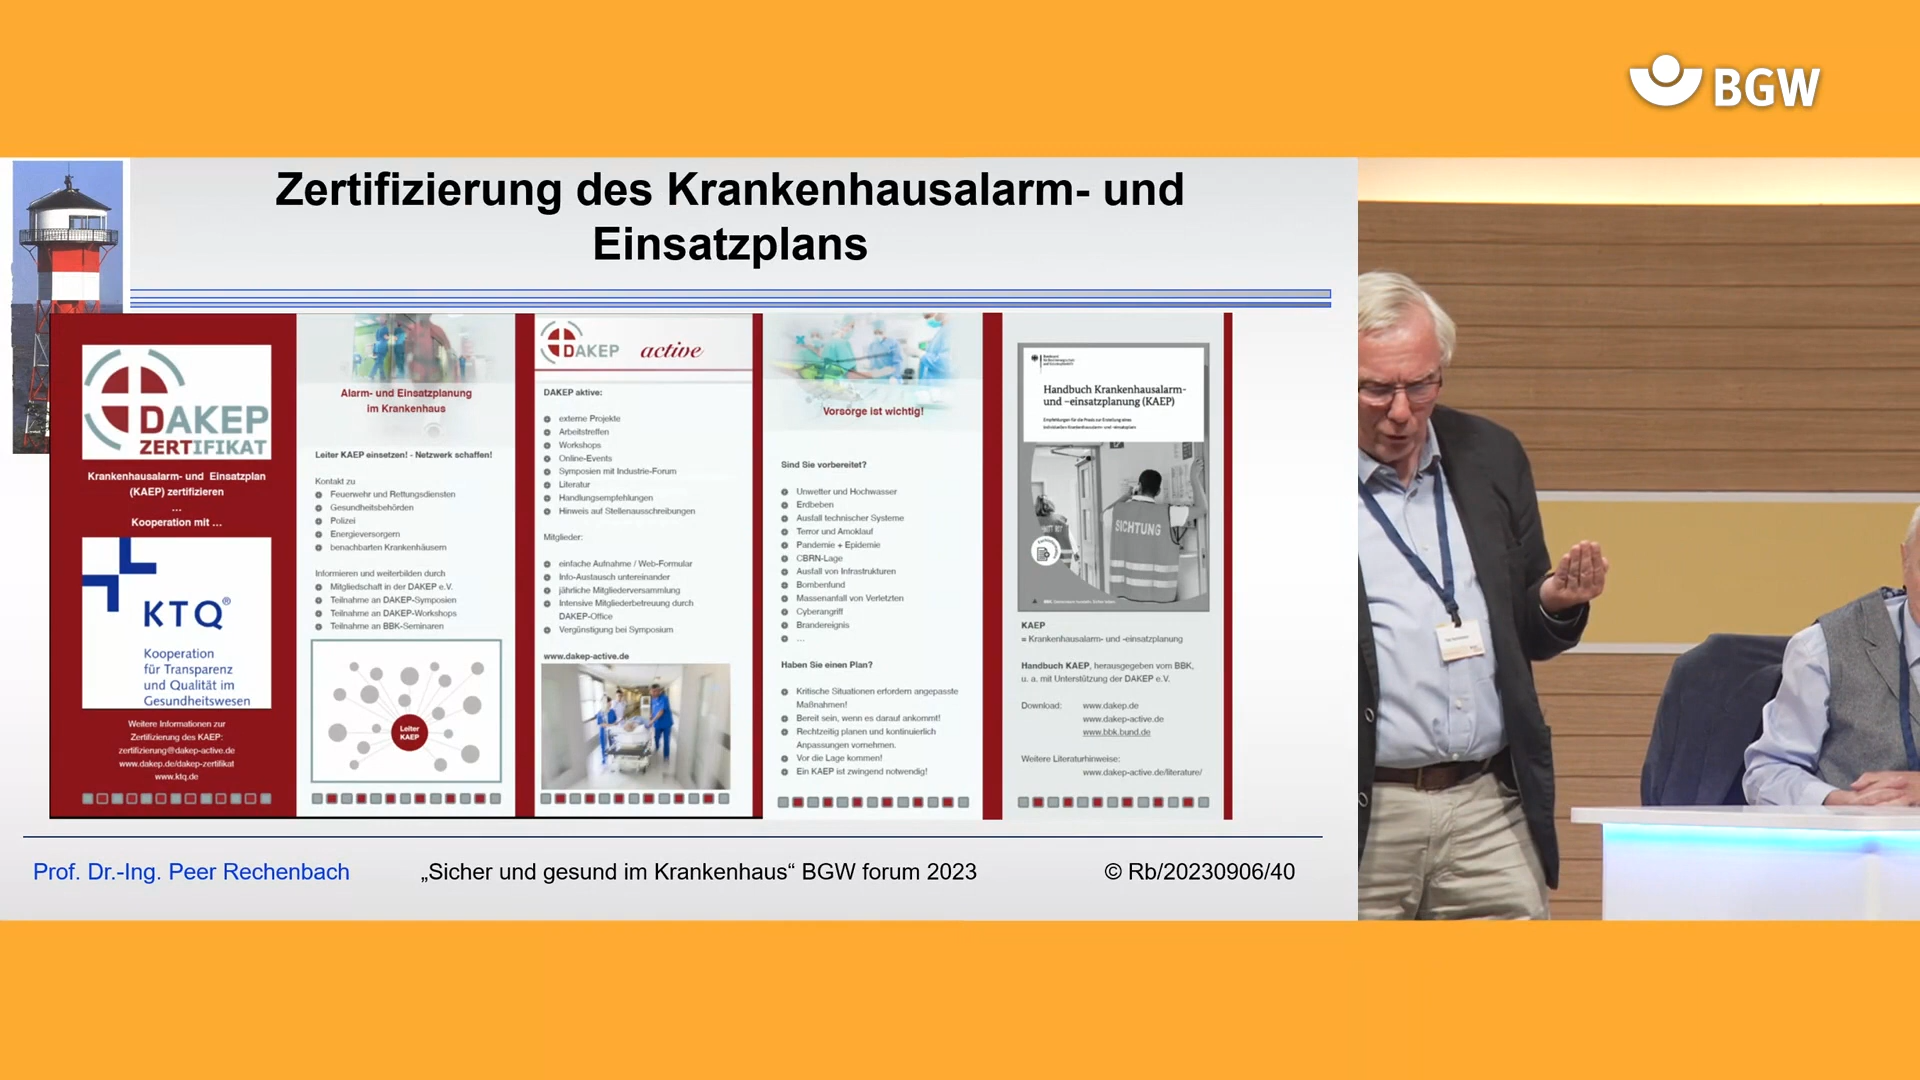 BGW
Zertifizierung des Krankenhausalarm- und
Einsatzplans
DAKEP
ZERTIFIKAT
Krankenhausalarm- und Einsatzplan
(KAEP) zertifizieren
...
Kooperation mit ...
KTQ®
Kooperation
für Transparenz
und Qualität im
Gesundheitswesen
Weitere Informationen zur
Zertifizierung des KAEP:
zertifizierung@dakep-active.de
www.dakep.de/dakep-zertifikat
www.ktq.de
Alarm- und Einsatzplanung
im Krankenhaus
Leiter KAEP einsetzen! - Netzwerk schaffen!
Kontakt zu
Feuerwehr und Rettungsdiensten
Gesundheitsbehörden
Polizei
Energieversorgern
benachbarten Krankenhäusern
Informieren und weiterbilden durch
Mitgliedschaft in der DAKEP e.V.
Teilnahme an DAKEP-Symposien
Teilnahme an DAKEP-Workshops
Teilnahme an BBK-Seminaren
Leiter
KAEP
DAKEP active
DAKEP aktive:
externe Projekte
Arbeitstreffen
Workshops
Online-Events
Symposien mit Industrie-Forum
Literatur
Handlungsempfehlungen
Hinweis auf Stellenausschreibungen
Mitglieder:
einfache Aufnahme / Web-Formular
Info-Austausch untereinander
jährliche Mitgliederversammlung
Intensive Mitgliederbetreuung durch
DAKEP-Office
Vergünstigung bei Symposium
www.dakep-active.de
Vorsorge ist wichtig!
Sind Sie vorbereitet?
Unwetter und Hochwasser
Erdbeben
Ausfall technischer Systeme
Terror und Amoklauf
Pandemie + Epidemie
CBRN-Lage
Ausfall von Infrastrukturen
Bombenfund
Massenanfall von Verletzten
Cyberangriff
Brandereignis
...
Haben Sie einen Plan?
Kritische Situationen erfordern angepasste
Maßnahmen!
Bereit sein, wenn es darauf ankommt!
Rechtzeitig planen und kontinuierlich
Anpassungen vornehmen.
Vor die Lage kommen!
Ein KAEP ist zwingend notwendig!
Handbuch Krankenhausalarm-
und -einsatzplanung (KAEP)
SICHTUNG
KAEP
= Krankenhausalarm- und -einsatzplanung
Handbuch KAEP, herausgegeben vom BBK,
u. a. mit Unterstützung der DAKEP e.V.
Download: www.dakep.de
www.dakep-active.de
www.bbk.bund.de
Weitere Literaturhinweise:
www.dakep-active.de/literature/
Prof. Dr.-Ing. Peer Rechenbach „Sicher und gesund im Krankenhaus“ BGW forum 2023 © Rb/20230906/40